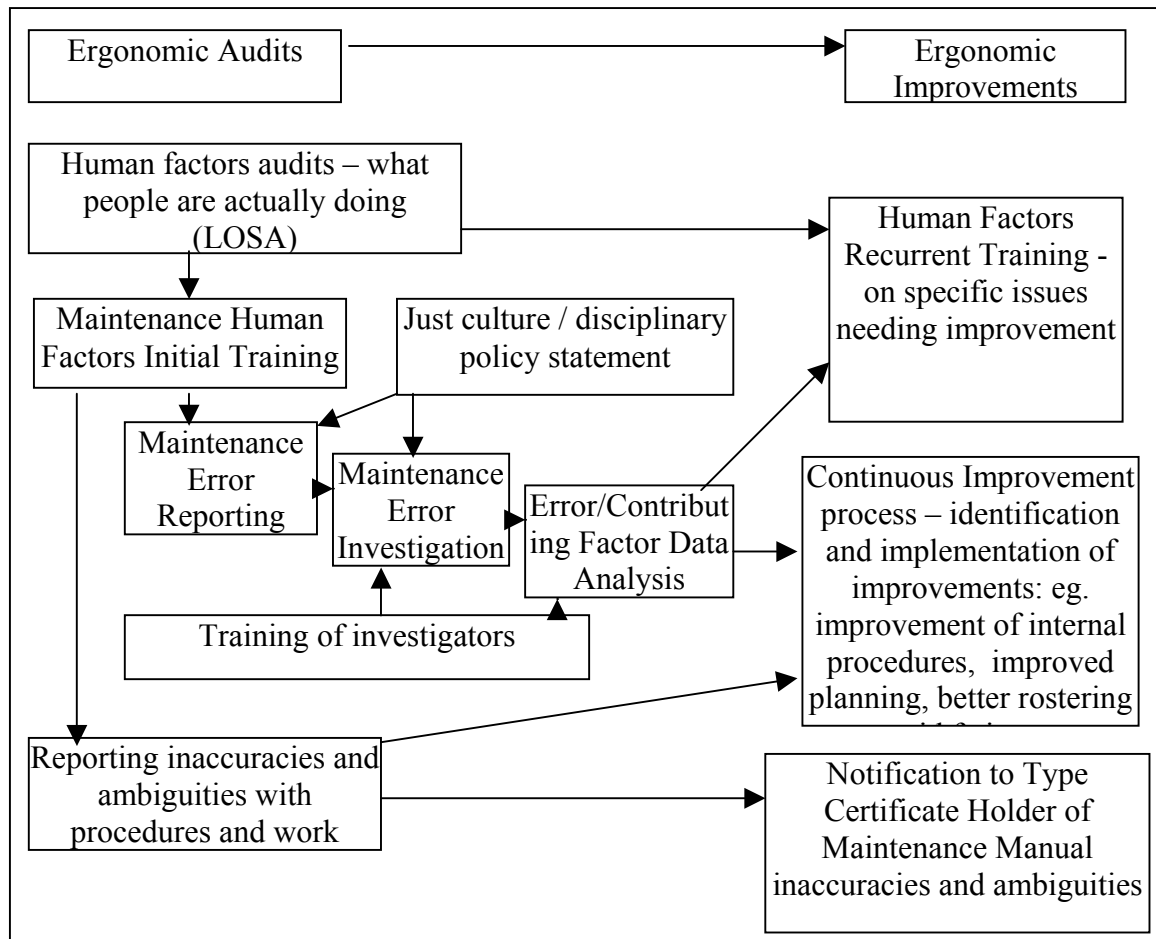 Ergonomic Audits
Ergonomic
Improvements
Human factors audits – what
people are actually doing
(LOSA)
Human Factors
Recurrent Training -
on specific issues
needing improvement
Maintenance Human
Factors Initial Training
Just culture / disciplinary
policy statement
Maintenance
Error
Reporting
Maintenance
Error
Investigation
Error/Contribut
ing Factor Data
Analysis
Continuous Improvement
process – identification
and implementation of
improvements: eg.
improvement of internal
procedures, improved
planning, better rostering
Training of investigators
Reporting inaccuracies and
ambiguities with
procedures and work
Notification to Type
Certificate Holder of
Maintenance Manual
inaccuracies and ambiguities